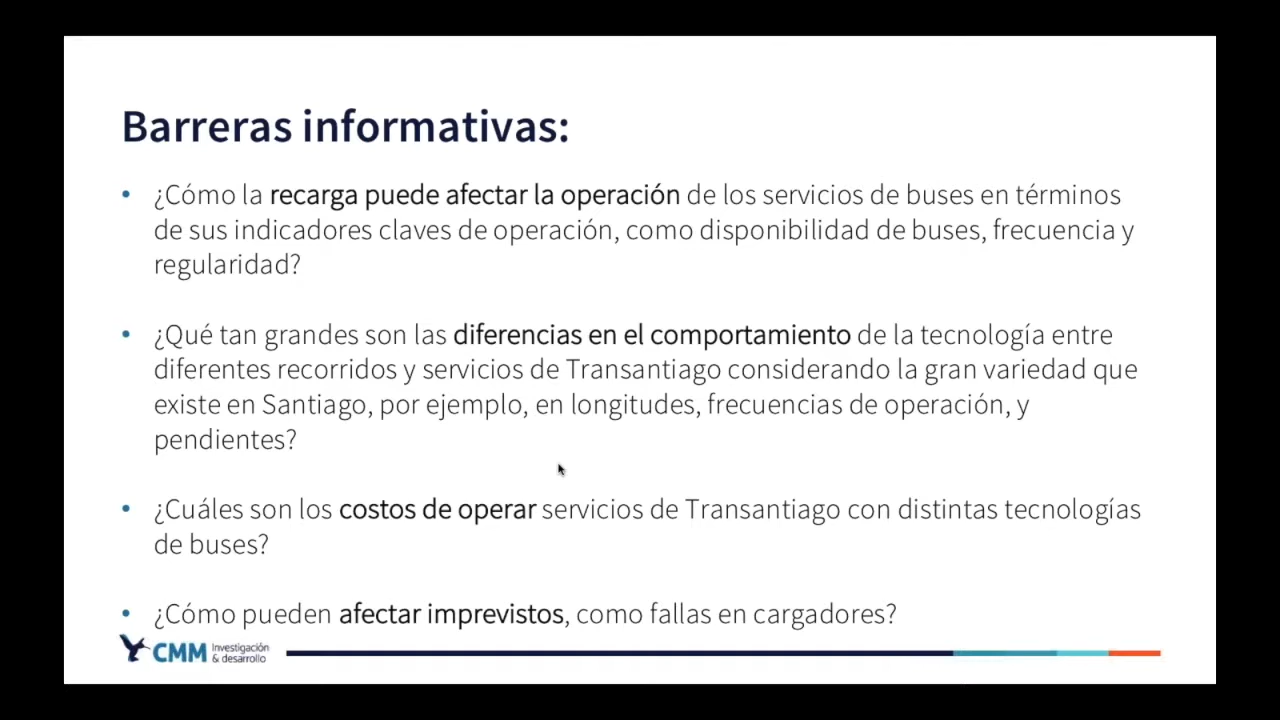 Barreras informativas:
• ¿Cómo la recarga puede afectar la operación de los servicios de buses en términos
de sus indicadores claves de operación, como disponibilidad de buses, frecuencia y
regularidad?
• ¿Qué tan grandes son las diferencias en el comportamiento de la tecnología entre
diferentes recorridos y servicios de Transantiago considerando la gran variedad que
existe en Santiago, por ejemplo, en longitudes, frecuencias de operación, y
pendientes?
• ¿Cuáles son los costos de operar servicios de Transantiago con distintas tecnologías
de buses?
• ¿Cómo pueden afectar imprevistos, como fallas en cargadores?
CMM Investigación
& desarrollo